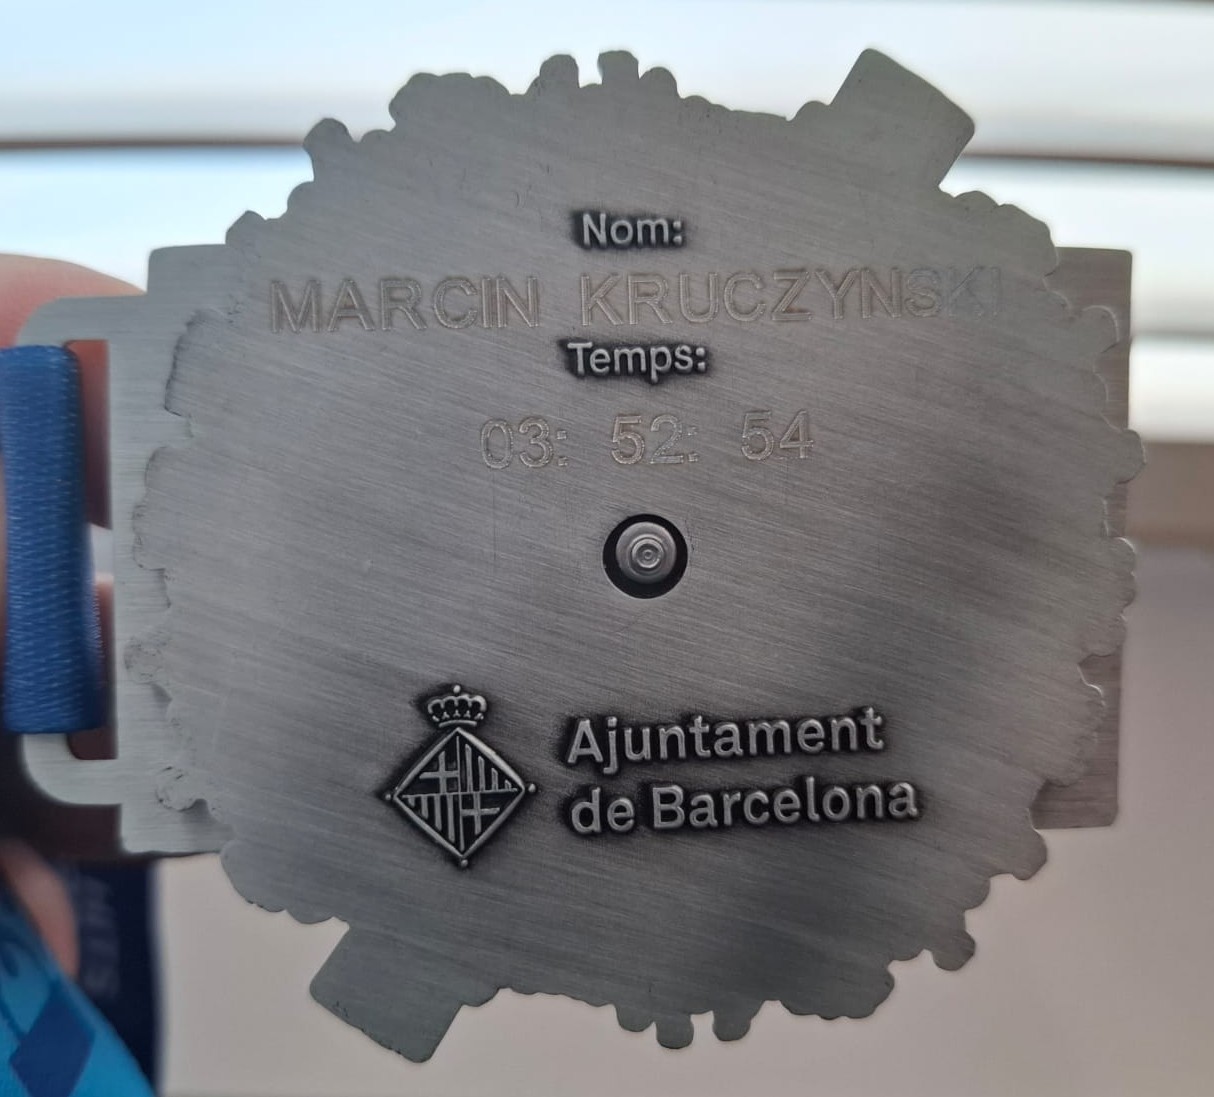 Nom:
MARCIN KRUCZYNSKI
Temps:
03: 52: 54
Ajuntament
de Barcelona